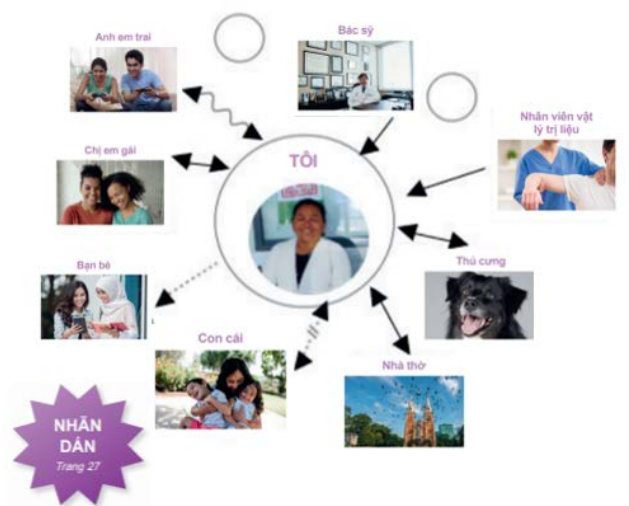 Anh em trai
Bác sỹ
Nhân viên vật
lý trị liệu
Chị em gái
TÔI
Bạn bè
Thú cưng
Con cái
Nhà thờ
NHÃN
DÁN
Trang 27